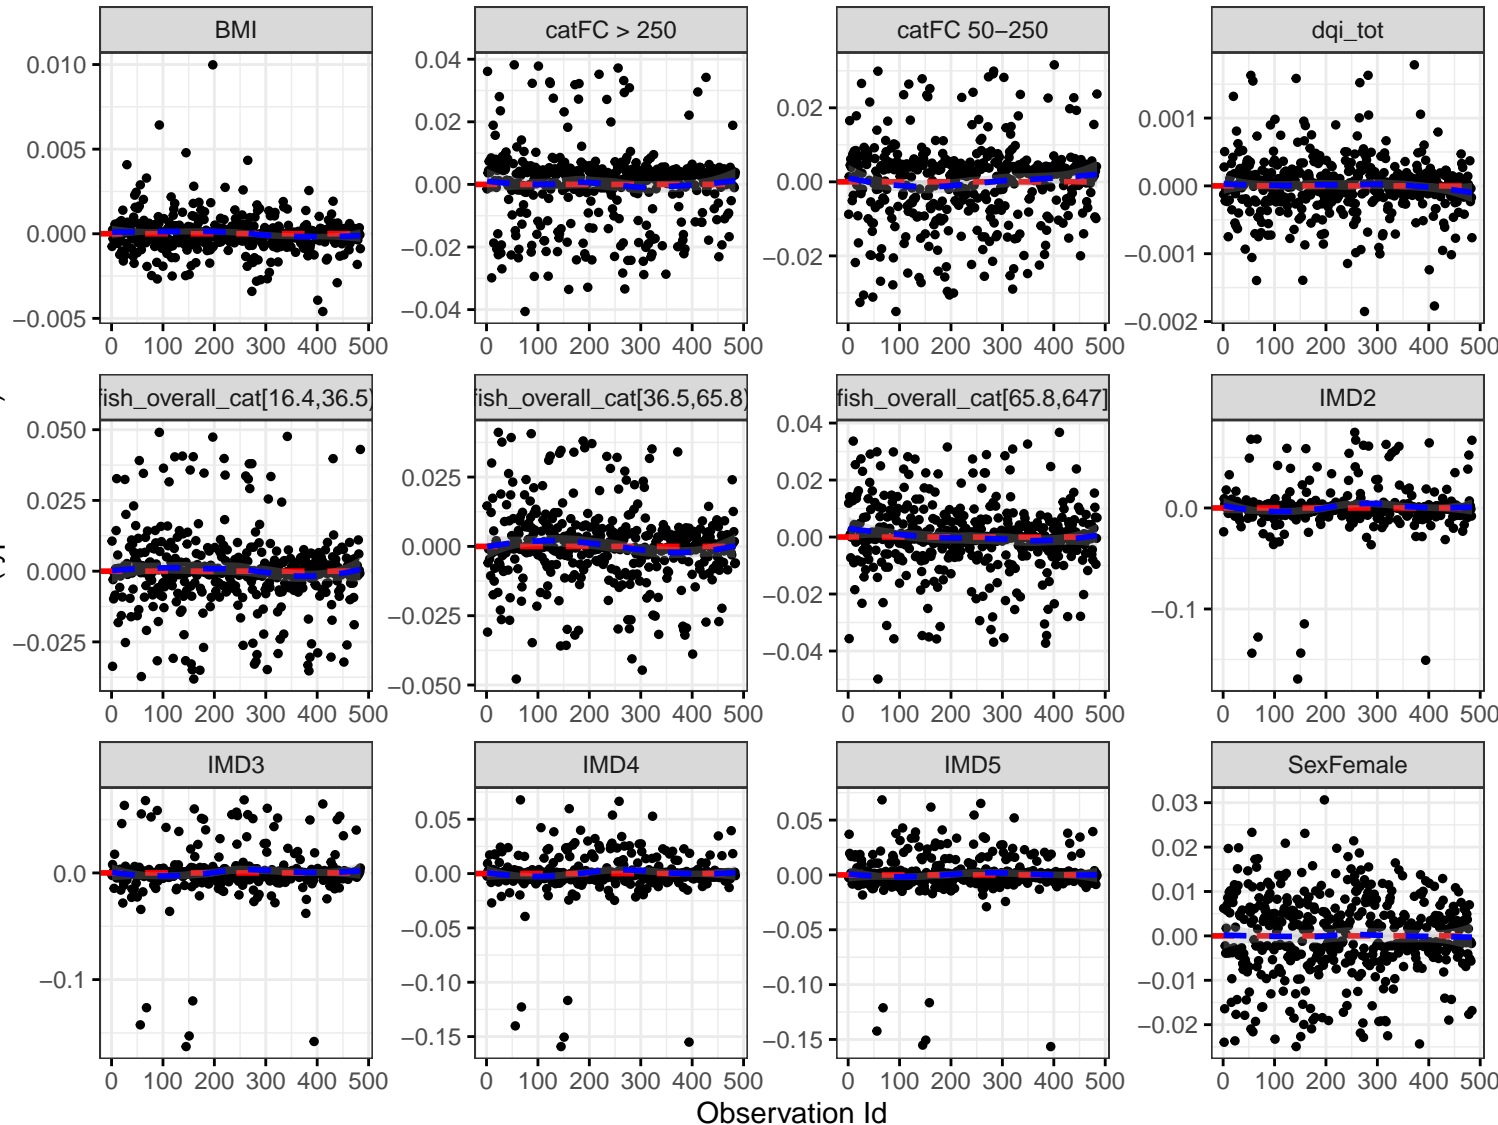 BMI
catFC > 250
catFC 50−250
dqi_tot
0.010
0.005
0.000
−0.005
0.04
0.02
0.00
−0.02
−0.04
0.02
0.00
−0.02
0.001
0.000
−0.001
−0.002
0 100 200 300 400 500
0 100 200 300 400 500
0 100 200 300 400 500
0 100 200 300 400 500
fish_overall_cat[16.4,36.5)
fish_overall_cat[36.5,65.8)
fish_overall_cat[65.8,647]
IMD2
0.050
0.025
0.000
−0.025
0.025
0.000
−0.025
−0.050
0.04
0.02
0.00
−0.02
−0.04
0.0
−0.1
0 100 200 300 400 500
0 100 200 300 400 500
0 100 200 300 400 500
0 100 200 300 400 500
IMD3
IMD4
IMD5
SexFemale
0.0
−0.1
0.05
0.00
−0.05
−0.10
−0.15
0.05
0.00
−0.05
−0.10
−0.15
0.03
0.02
0.01
0.00
−0.01
−0.02
0 100 200 300 400 500
0 100 200 300 400 500
0 100 200 300 400 500
0 100 200 300 400 500
Observation Id